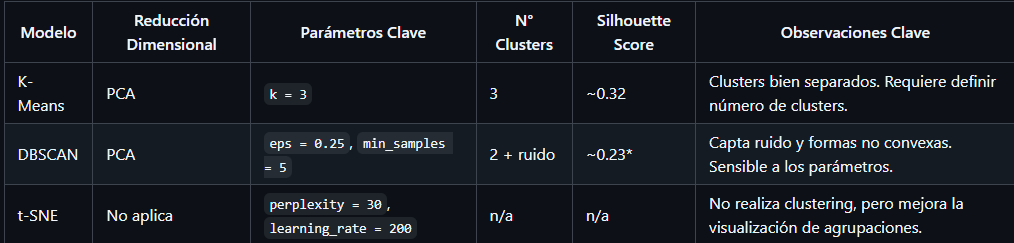 Modelo
Reducción Dimensional
Parámetros Clave
N° Clusters
Silhouette Score
Observaciones Clave
K-Means
PCA
k = 3
3
~0.32
Clusters bien separados. Requiere definir
número de clusters.
DBSCAN
PCA
eps = 0.25, min_samples
= 5
2 + ruido
~0.23*
Capta ruido y formas no convexas.
Sensible a los parámetros.
t-SNE
No aplica
perplexity = 30,
learning_rate = 200
n/a
n/a
No realiza clustering, pero mejora la
visualización de agrupaciones.